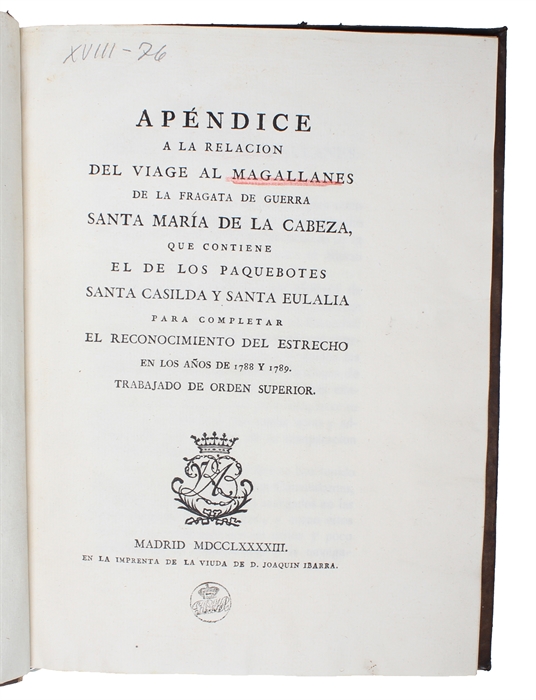 XVIII-76
APÉNDICE
A LA RELACION
DEL VIAGE AL MAGALLANES
DE LA FRAGATA DE GUERRA
SANTA MARÍA DE LA CABEZA,
QUE CONTIENE
EL DE LOS PAQUEBOTES
SANTA CASILDA Y SANTA EULALIA
PARA COMPLETAR
EL RECONOCIMIENTO DEL ESTRECHO
EN LOS AÑOS DE 1788 Y 1789.
TRABAJADO DE ORDEN SUPERIOR.
MADRID MDCCLXXXXIII.
EN LA IMPRENTA DE LA VIUDA DE D. JOAQUIN IBARRA.